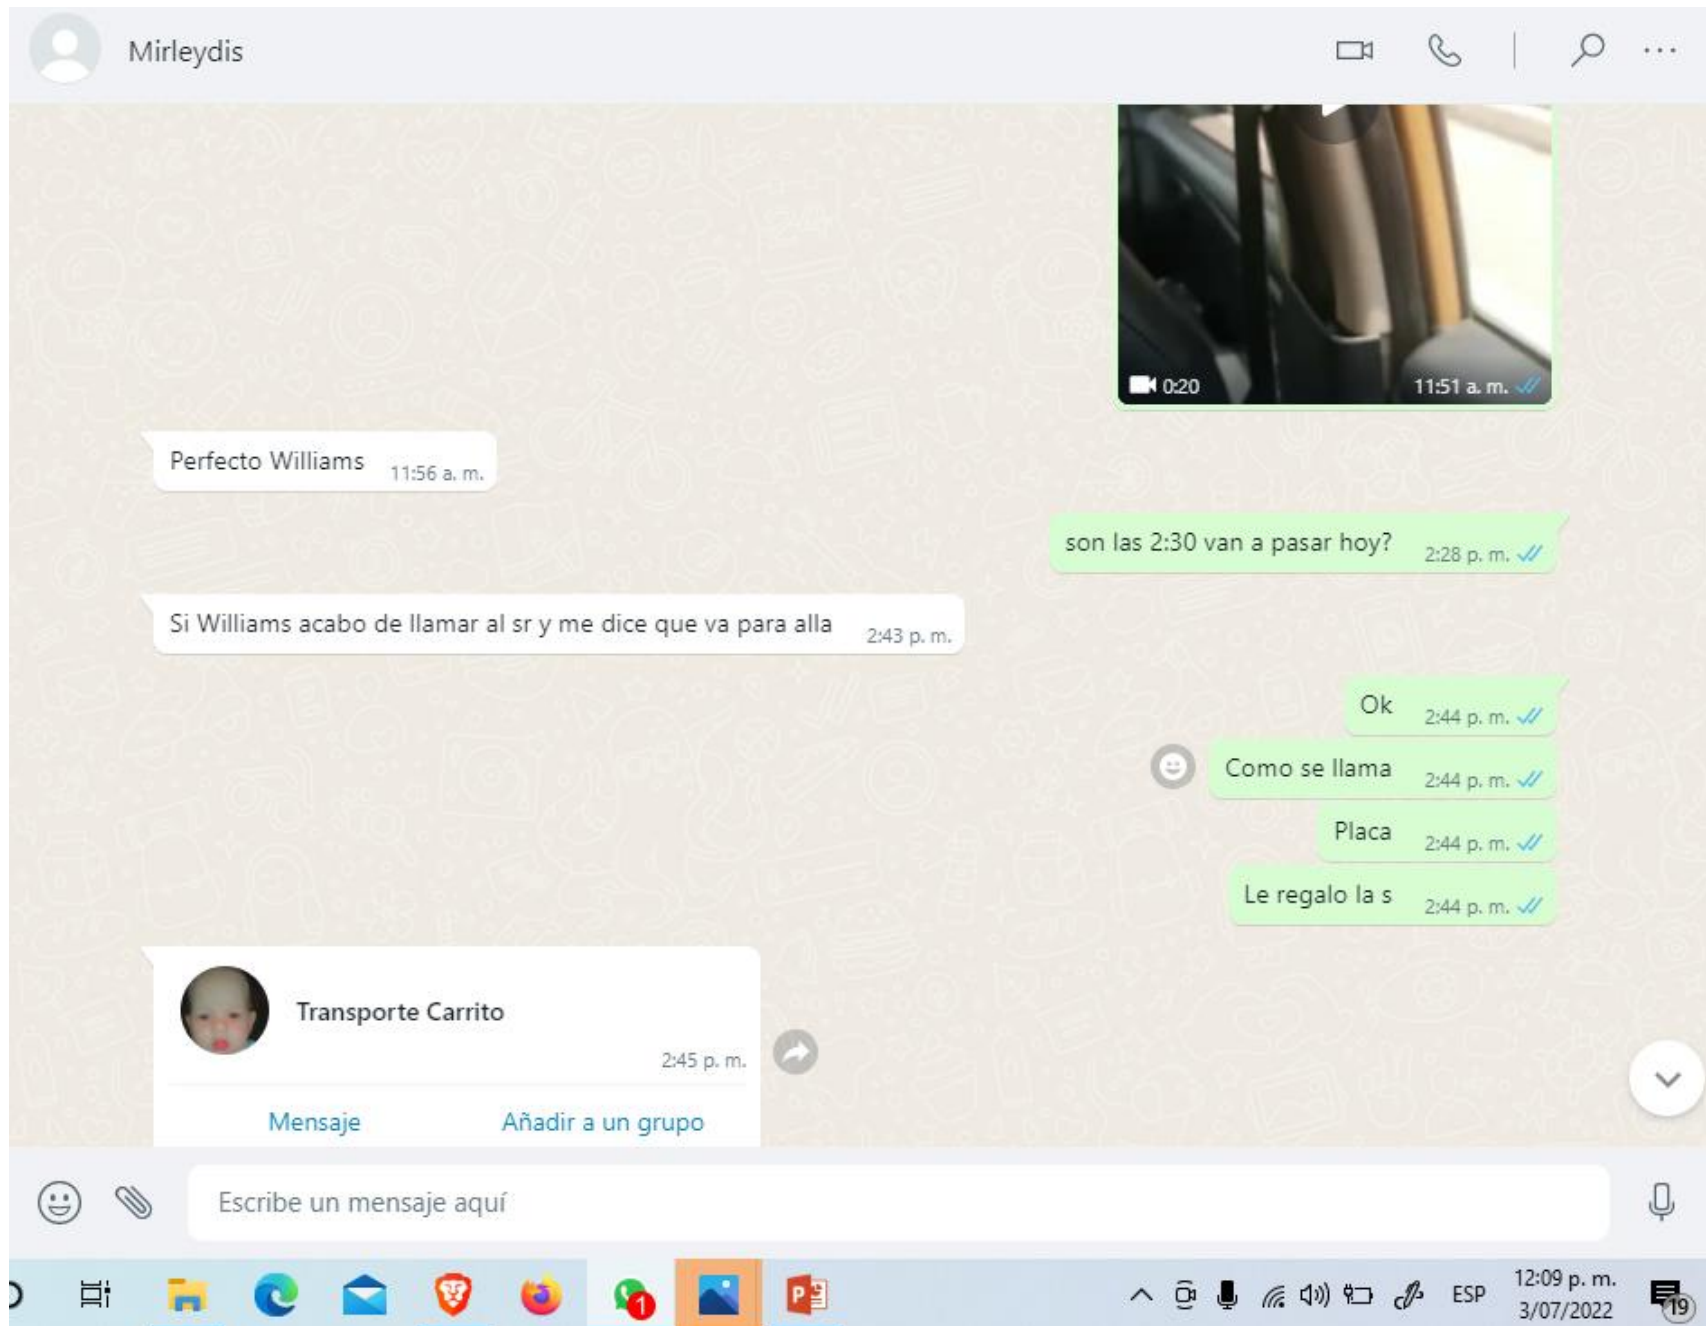 Mirleydis
0:20 11:51 a. m.
Perfecto Williams 11:56 a. m.
son las 2:30 van a pasar hoy? 2:28 p. m.
Si Williams acabo de llamar al sr y me dice que va para alla 2:43 p. m.
Ok 2:44 p. m.
Como se llama 2:44 p. m.
Placa 2:44 p. m.
Le regalo la s 2:44 p. m.
Transporte Carrito
2:45 p. m.
Mensaje Añadir a un grupo
Escribe un mensaje aquí
1 P ESP 12:09 p. m.
3/07/2022 19